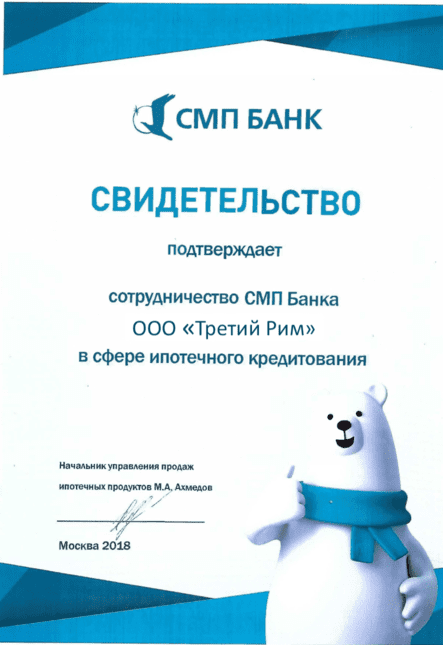 СМП БАНК
СВИДЕТЕЛЬСТВО
подтверждает
сотрудничество СМП Банка
ООО «Третий Рим»
в сфере ипотечного кредитования
Начальник управления продаж
ипотечных продуктов М.А. Ахмедов
Москва 2018